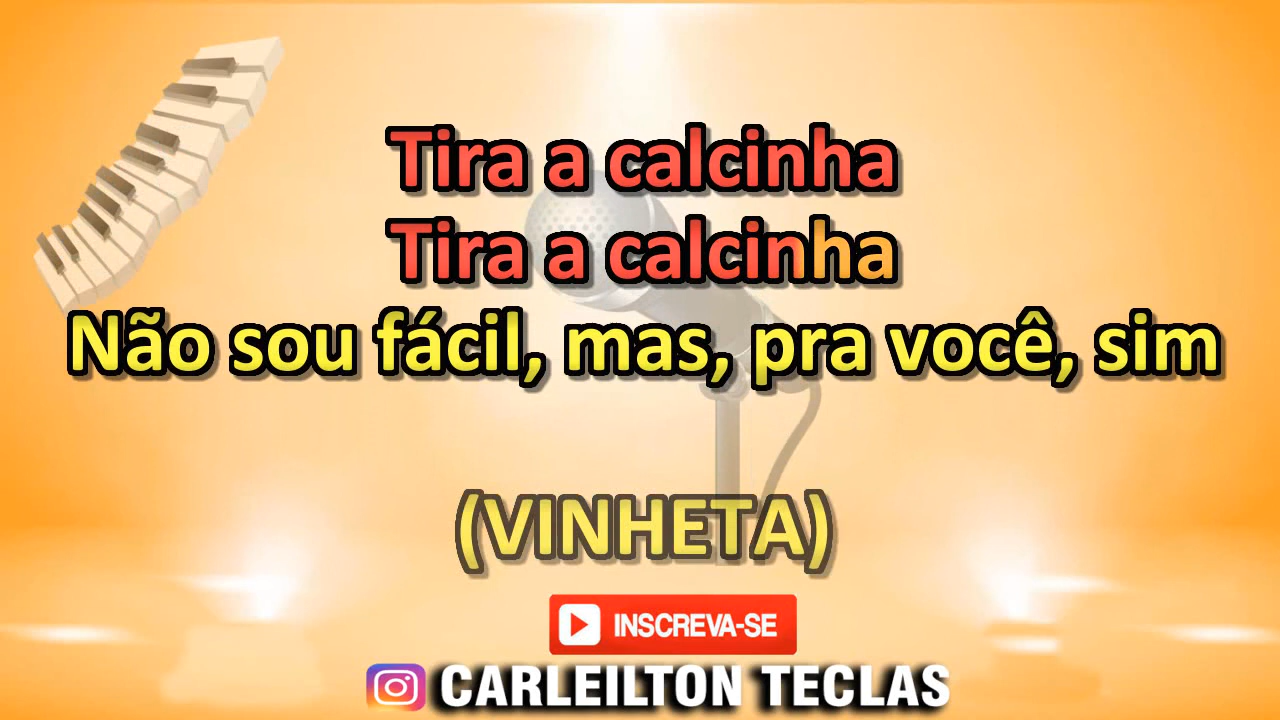 Tira a calcinha
Tira a calcinha
Não sou fácil, mas, pra você, sim
(VINHETA)
INSCREVA-SE
CARLEILTON TECLAS